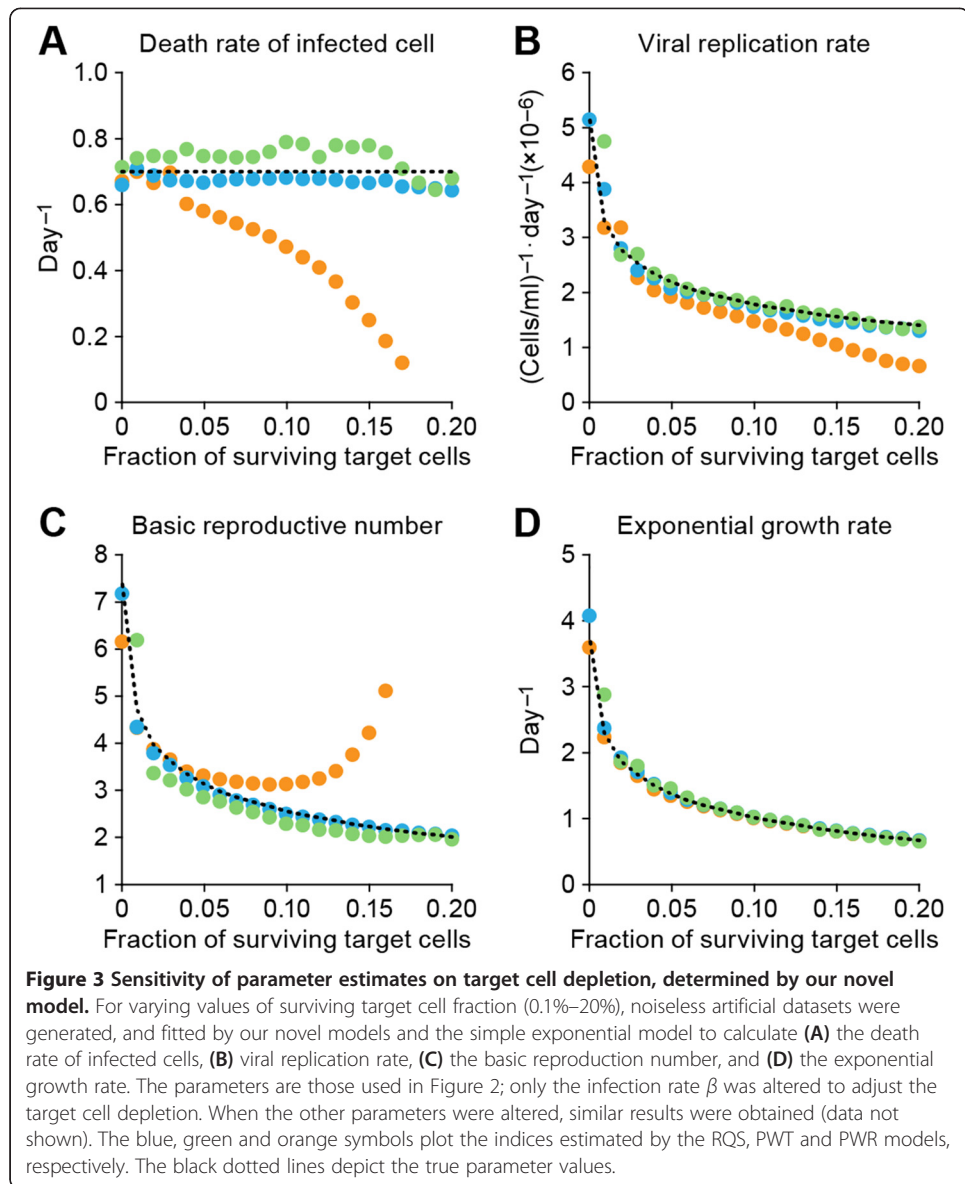 A Death rate of infected cell
1.0
0.8
0.6
0.4
0.2
0
Day−1
0 0.05 0.10 0.15 0.20
Fraction of surviving target cells
B Viral replication rate
6
5
4
3
2
1
0
(Cells/ml)−1 · day−1(×10−6)
0 0.05 0.10 0.15 0.20
Fraction of surviving target cells
C Basic reproductive number
8
7
6
5
4
3
2
1
0 0.05 0.10 0.15 0.20
Fraction of surviving target cells
D Exponential growth rate
5
4
3
2
1
0
Day−1
0 0.05 0.10 0.15 0.20
Fraction of surviving target cells
Figure 3 Sensitivity of parameter estimates on target cell depletion, determined by our novel
model. For varying values of surviving target cell fraction (0.1%–20%), noiseless artificial datasets were
generated, and fitted by our novel models and the simple exponential model to calculate (A) the death
rate of infected cells, (B) viral replication rate, (C) the basic reproduction number, and (D) the exponential
growth rate. The parameters are those used in Figure 2; only the infection rate β was altered to adjust the
target cell depletion. When the other parameters were altered, similar results were obtained (data not
shown). The blue, green and orange symbols plot the indices estimated by the RQS, PWT and PWR models,
respectively. The black dotted lines depict the true parameter values.